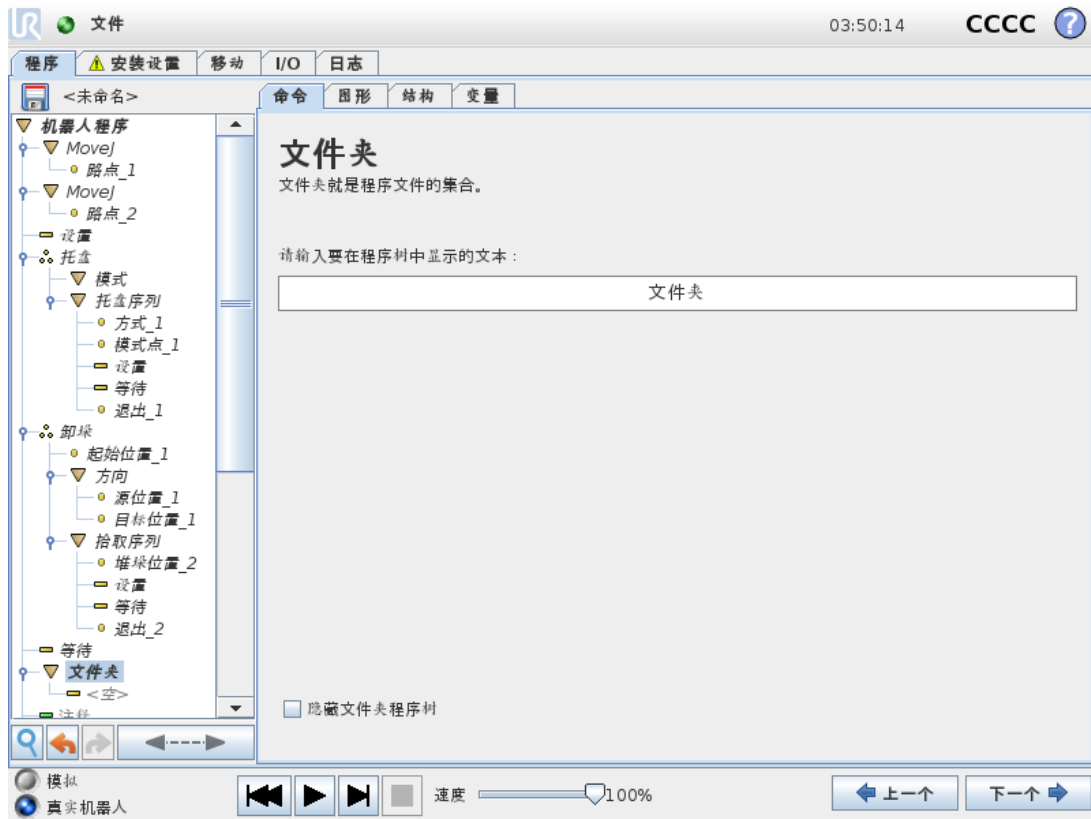 UR 文件 03:50:14 CCCC ?
程序 安装设置 移动 I/O 日志
<未命名> 命令 图形 结构 变量
机器人程序
MoveJ
路点_1
MoveJ
路点_2
设置
托盘
模式
托盘序列
方式_1
模式点_1
设置
等待
退出_1
卸垛
起始位置_1
方向
源位置_1
目标位置_1
拾取序列
堆垛位置_2
设置
等待
退出_2
等待
文件夹
<空>
注释
文件夹
文件夹就是程序文件的集合。
请输入要在程序树中显示的文本：
文件夹
隐藏文件夹程序树
模拟
真实机器人
速度 100% 上一个 下一个